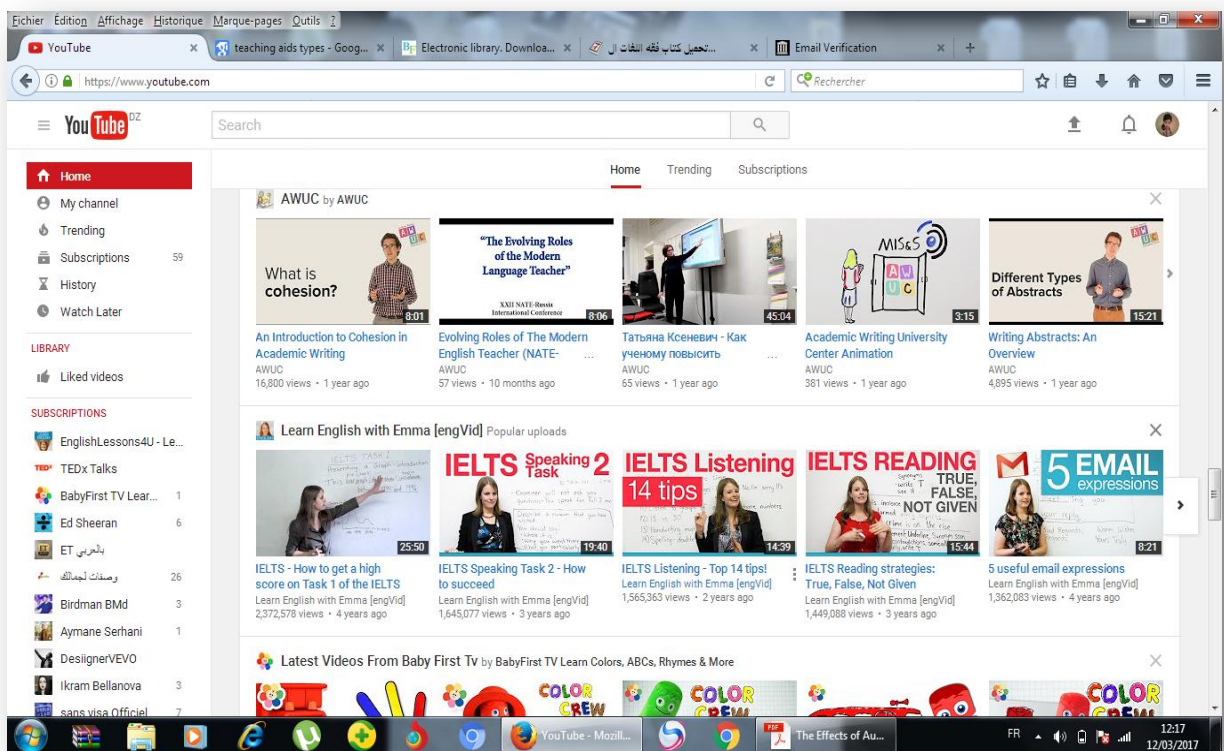 Eichier Édition Affichage Historique Marque-pages Outils ?
YouTube
teaching aids types - Goog...
Electronic library. Downloa...
تحميل كتاب فقه اللغات ال...
Email Verification
https://www.youtube.com
Rechercher
YouTube DZ
Search
Home Trending Subscriptions
Home
My channel
Trending
Subscriptions 59
History
Watch Later
LIBRARY
Liked videos
SUBSCRIPTIONS
EnglishLessons4U - Le...
TED* TEDx Talks
BabyFirst TV Lear... 1
Ed Sheeran 6
ET بالعربي
وصفات لجمالك 26
Birdman BMd 3
Aymane Serhani 1
DesiignerVEVO
Ikram Bellanova 3
sans visa Officiel 7
AWUC by AWUC
What is
cohesion?
8:01
"The Evolving Roles
of the Modern
Language Teacher"
XXII NATE-Russia
International Conference
8:06
45:04
MIS&S
AW
UC
3:15
Different Types
of Abstracts
15:21
An Introduction to Cohesion in
Academic Writing
AWUC
16,800 views • 1 year ago
Evolving Roles of The Modern
English Teacher (NATE- ...
AWUC
57 views • 10 months ago
Татьяна Ксеневич - Как
ученому повысить ...
AWUC
65 views • 1 year ago
Academic Writing University
Center Animation
AWUC
381 views • 1 year ago
Writing Abstracts: An
Overview
AWUC
4,895 views • 1 year ago
Learn English with Emma [engVid] Popular uploads
IELTS TASK 1
25:50
IELTS Speaking Task 2
19:40
IELTS Listening
14 tips
14:39
IELTS READING
TRUE,
FALSE,
NOT GIVEN
15:44
5 EMAIL
expressions
8:21
IELTS - How to get a high
score on Task 1 of the IELTS
Learn English with Emma [engVid]
2,372,578 views • 4 years ago
IELTS Speaking Task 2 - How
to succeed
Learn English with Emma [engVid]
1,645,077 views • 3 years ago
IELTS Listening - Top 14 tips!
Learn English with Emma [engVid]
1,565,363 views • 2 years ago
IELTS Reading strategies:
True, False, Not Given
Learn English with Emma [engVid]
1,449,088 views • 3 years ago
5 useful email expressions
Learn English with Emma [engVid]
1,362,083 views • 4 years ago
Latest Videos From Baby First Tv by BabyFirst TV Learn Colors, ABCs, Rhymes & More
COLOR
CREW
COLOR
CREW
COLOR
CREW
YouTube - Mozill...
The Effects of Au...
FR
12:17
12/03/2017